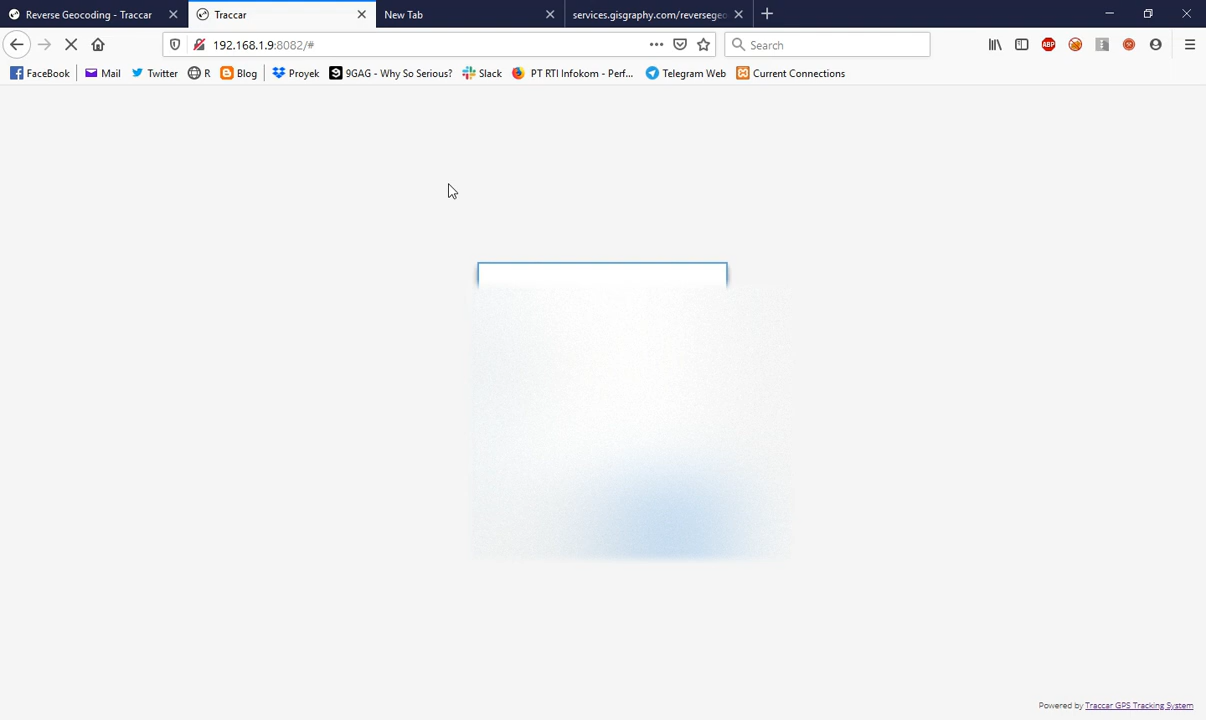 Reverse Geocoding - Traccar
Traccar
New Tab
services.gisgraphy.com/reversegeo
192.168.1.9:8082/#
Search
FaceBook
Mail
Twitter
R
Blog
Proyek
9GAG - Why So Serious?
Slack
PT RTI Infokom - Perf...
Telegram Web
Current Connections
ABP
Powered by Traccar GPS Tracking System